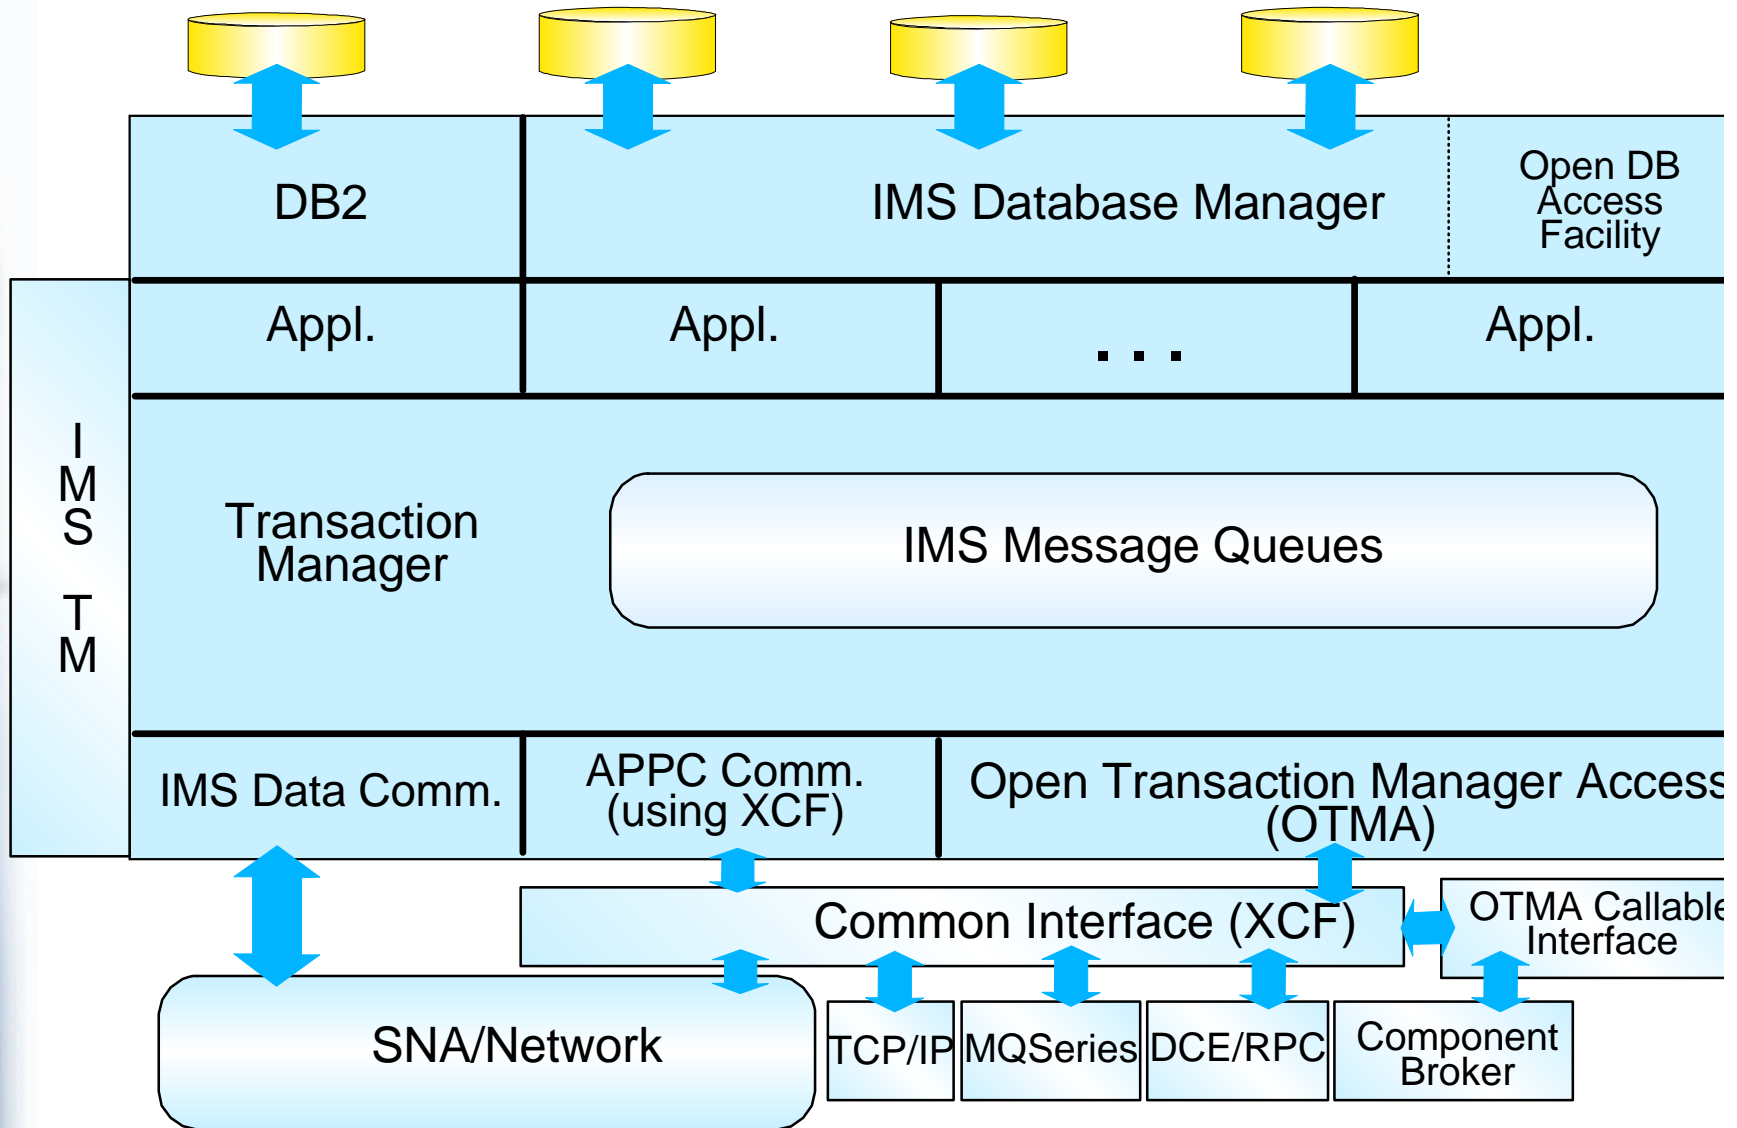 DB2
IMS Database Manager
Open DB
Access
Facility
Appl.
Appl.
. . .
Appl.
I
M
S
T
M
Transaction
Manager
IMS Message Queues
IMS Data Comm.
APPC Comm.
(using XCF)
Open Transaction Manager Access
(OTMA)
Common Interface (XCF)
OTMA Callable
Interface
SNA/Network
TCP/IP
MQSeries
DCE/RPC
Component
Broker